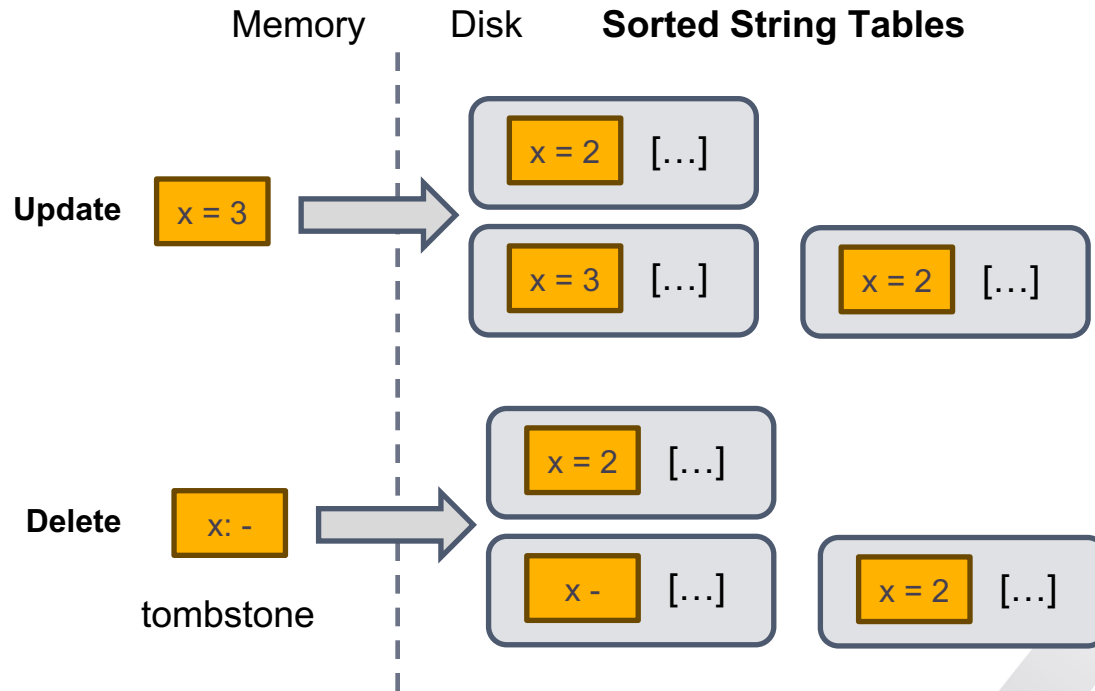 Memory Disk Sorted String Tables
x = 2 […]
Update x = 3
x = 3 […] x = 2 […]
x = 2 […]
Delete x: -
x - […] x = 2 […]
tombstone